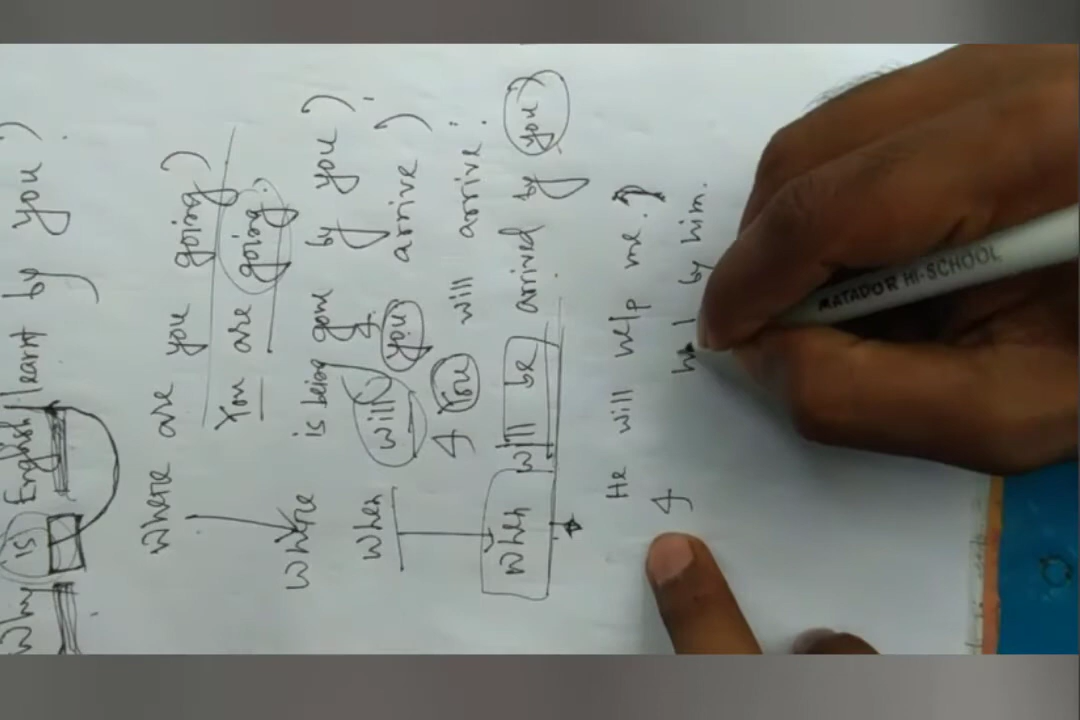 Why is English learnt by you?
Where are you going?
You are going.
Where is being gone by you?
When will you arrive?
You will arrive.
When will be arrived by you?
He will help me.
I by him.
MATADOR HI-SCHOOL